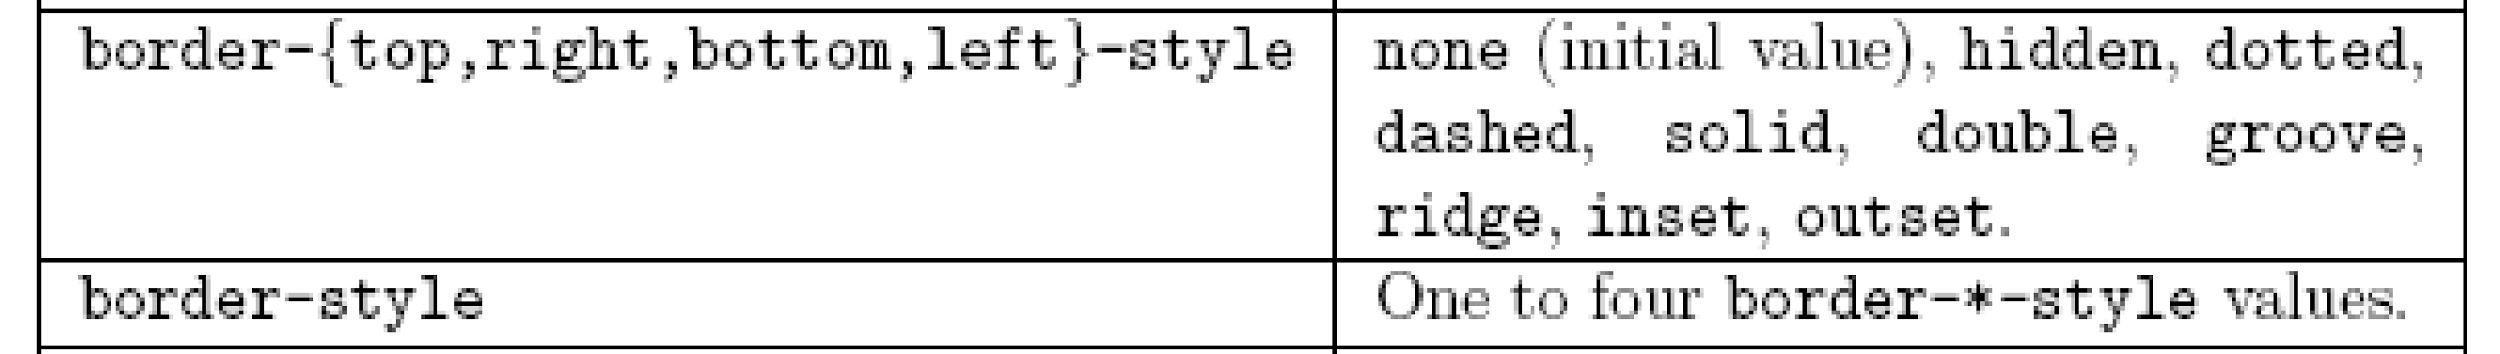 border-{top,right,bottom,left}-style
none (initial value), hidden, dotted,
dashed, solid, double, groove,
ridge, inset, outset.
border-style
One to four border-*-style values.